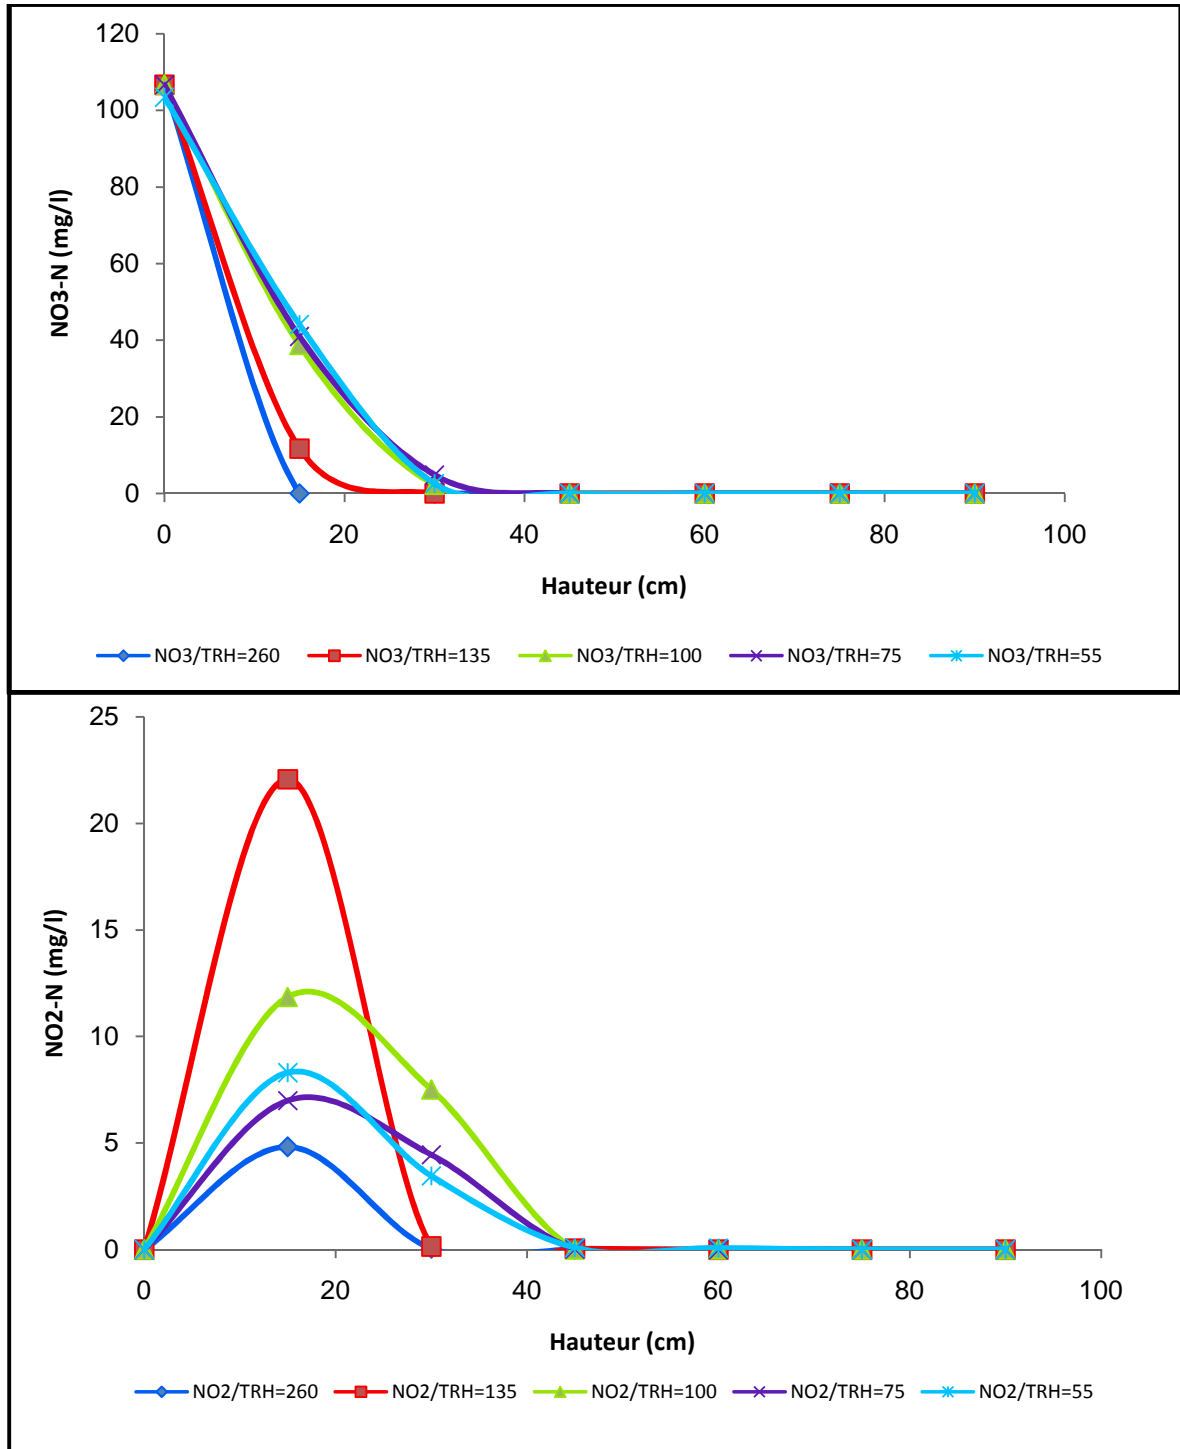 120
100
80
60
40
20
0
NO3-N (mg/l)
0 20 40 60 80 100
Hauteur (cm)
NO3/TRH=260 NO3/TRH=135 NO3/TRH=100 NO3/TRH=75 NO3/TRH=55
25
20
15
10
5
0
NO2-N (mg/l)
0 20 40 60 80 100
Hauteur (cm)
NO2/TRH=260 NO2/TRH=135 NO2/TRH=100 NO2/TRH=75 NO2/TRH=55